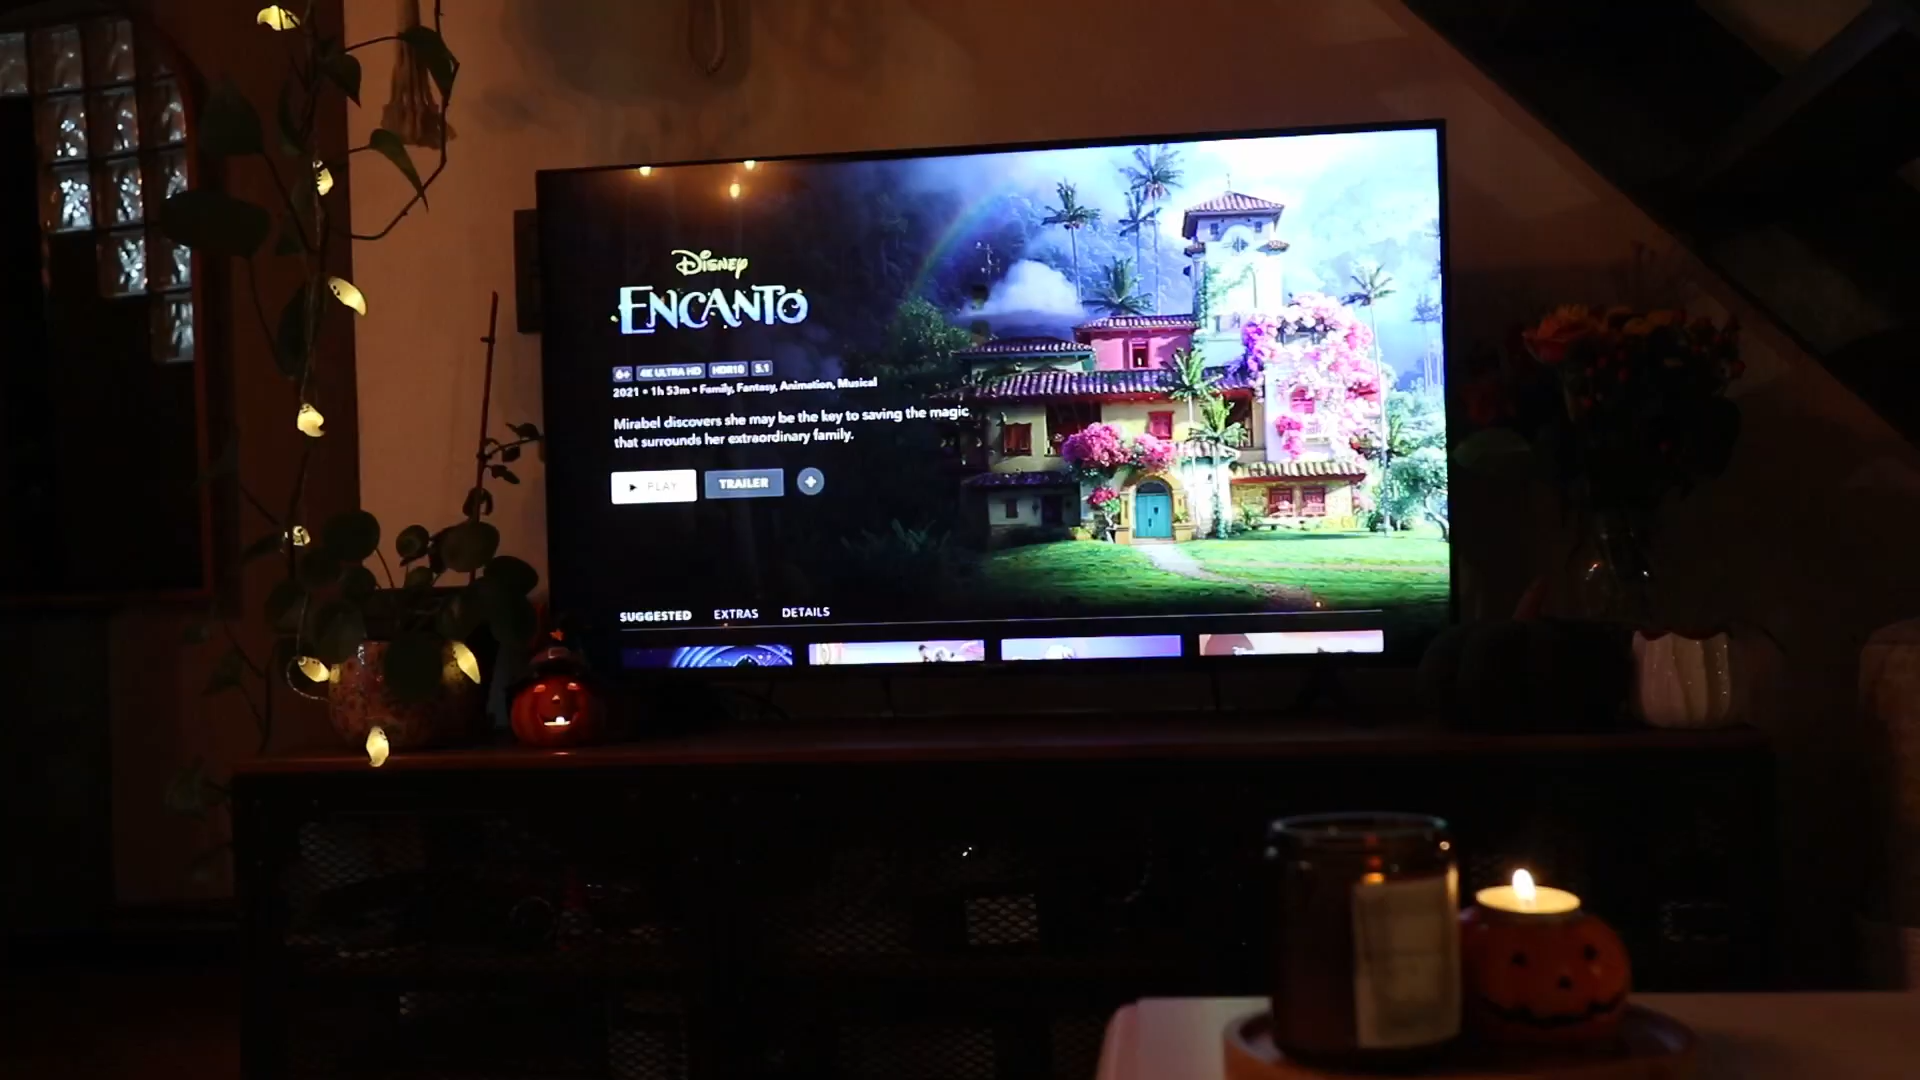 Disney
ENCANTO
6+ 4K ULTRA HD HDR10 5.1
2021 • 1h 53m • Family, Fantasy, Animation, Musical
Mirabel discovers she may be the key to saving the magic
that surrounds her extraordinary family.
PLAY TRAILER +
SUGGESTED EXTRAS DETAILS